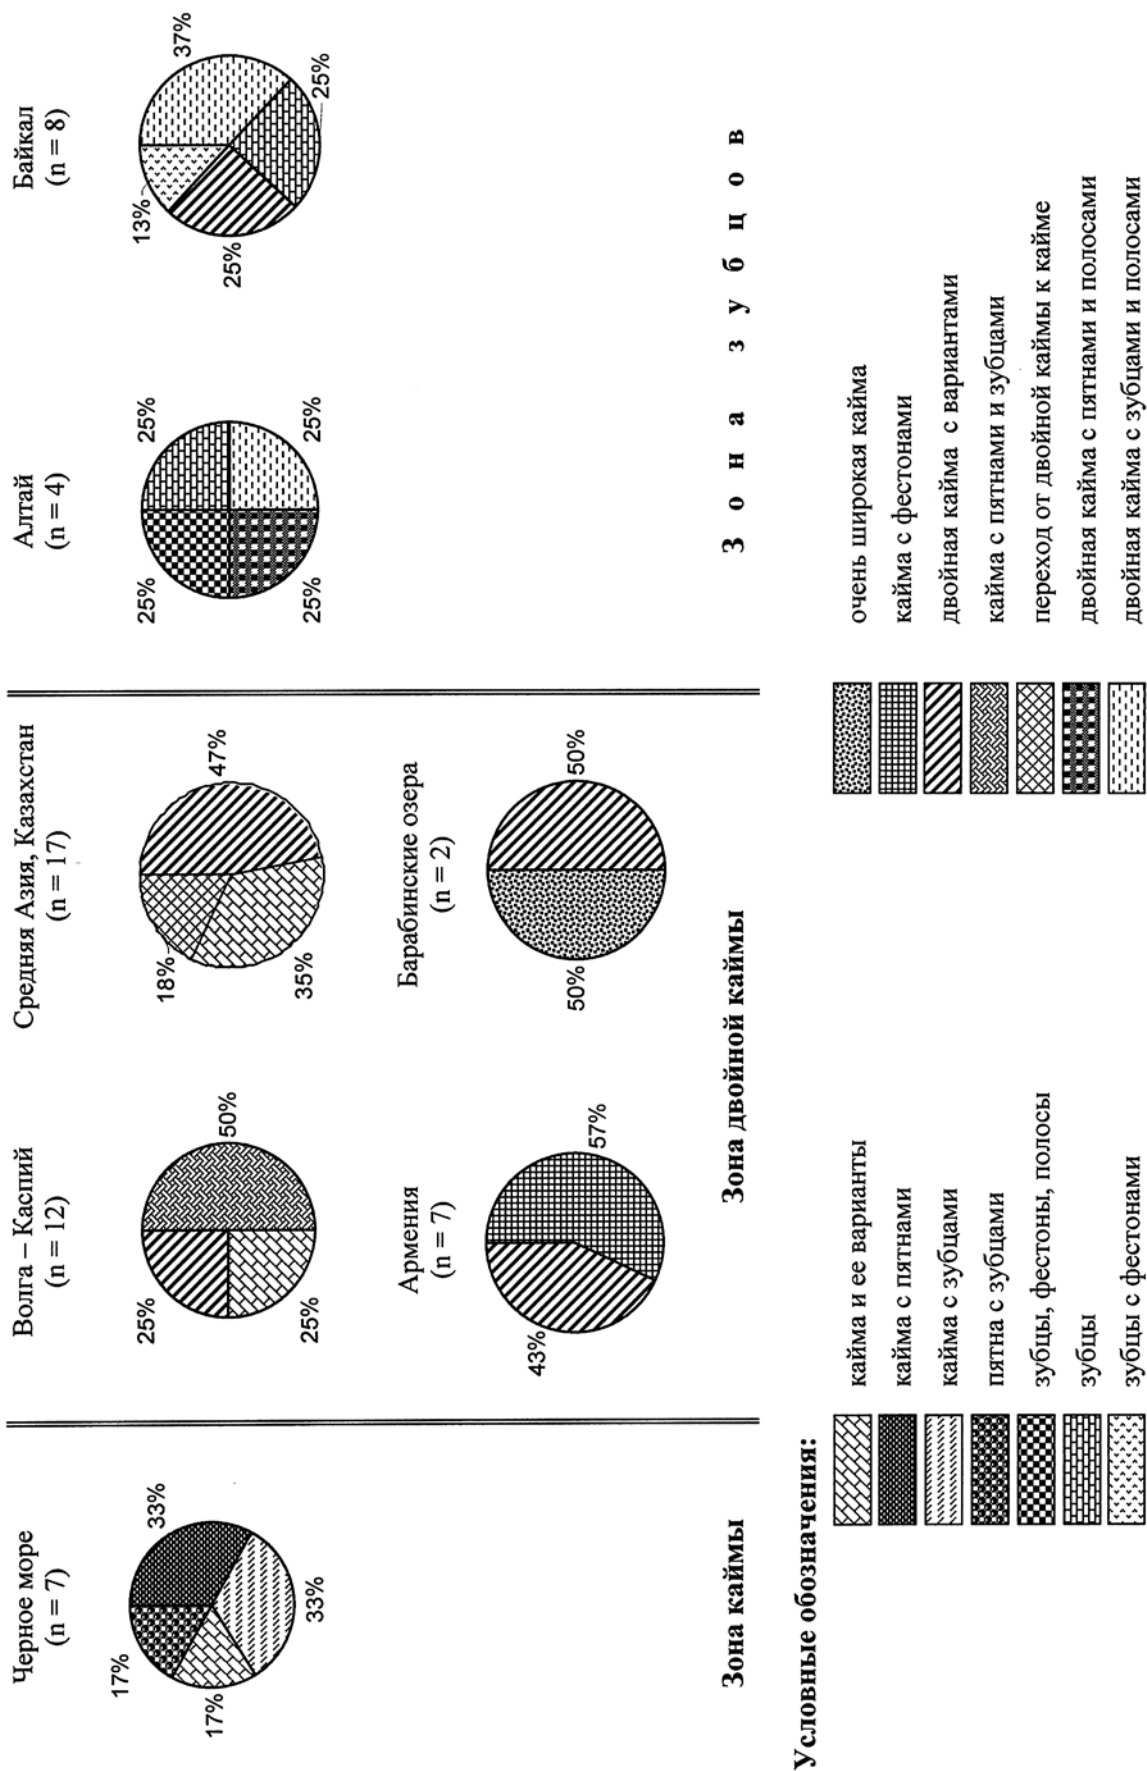 Черное море
(n = 7)
33%
33%
17%
17%
Зона каймы
Волга – Каспий
(n = 12)
50%
25%
25%
Средняя Азия, Казахстан
(n = 17)
47%
35%
18%
Армения
(n = 7)
57%
43%
Барабинские озера
(n = 2)
50%
50%
Зона двойной каймы
Алтай
(n = 4)
25%
25%
25%
25%
Байкал
(n = 8)
37%
25%
25%
13%
Зона зубцов
Условные обозначения:
кайма и ее варианты
кайма с пятнами
кайма с зубцами
пятна с зубцами
зубцы, фестоны, полосы
зубцы
зубцы с фестонами
очень широкая кайма
кайма с фестонами
двойная кайма с вариантами
кайма с пятнами и зубцами
переход от двойной каймы к кайме
двойная кайма с пятнами и полосами
двойная кайма с зубцами и полосами